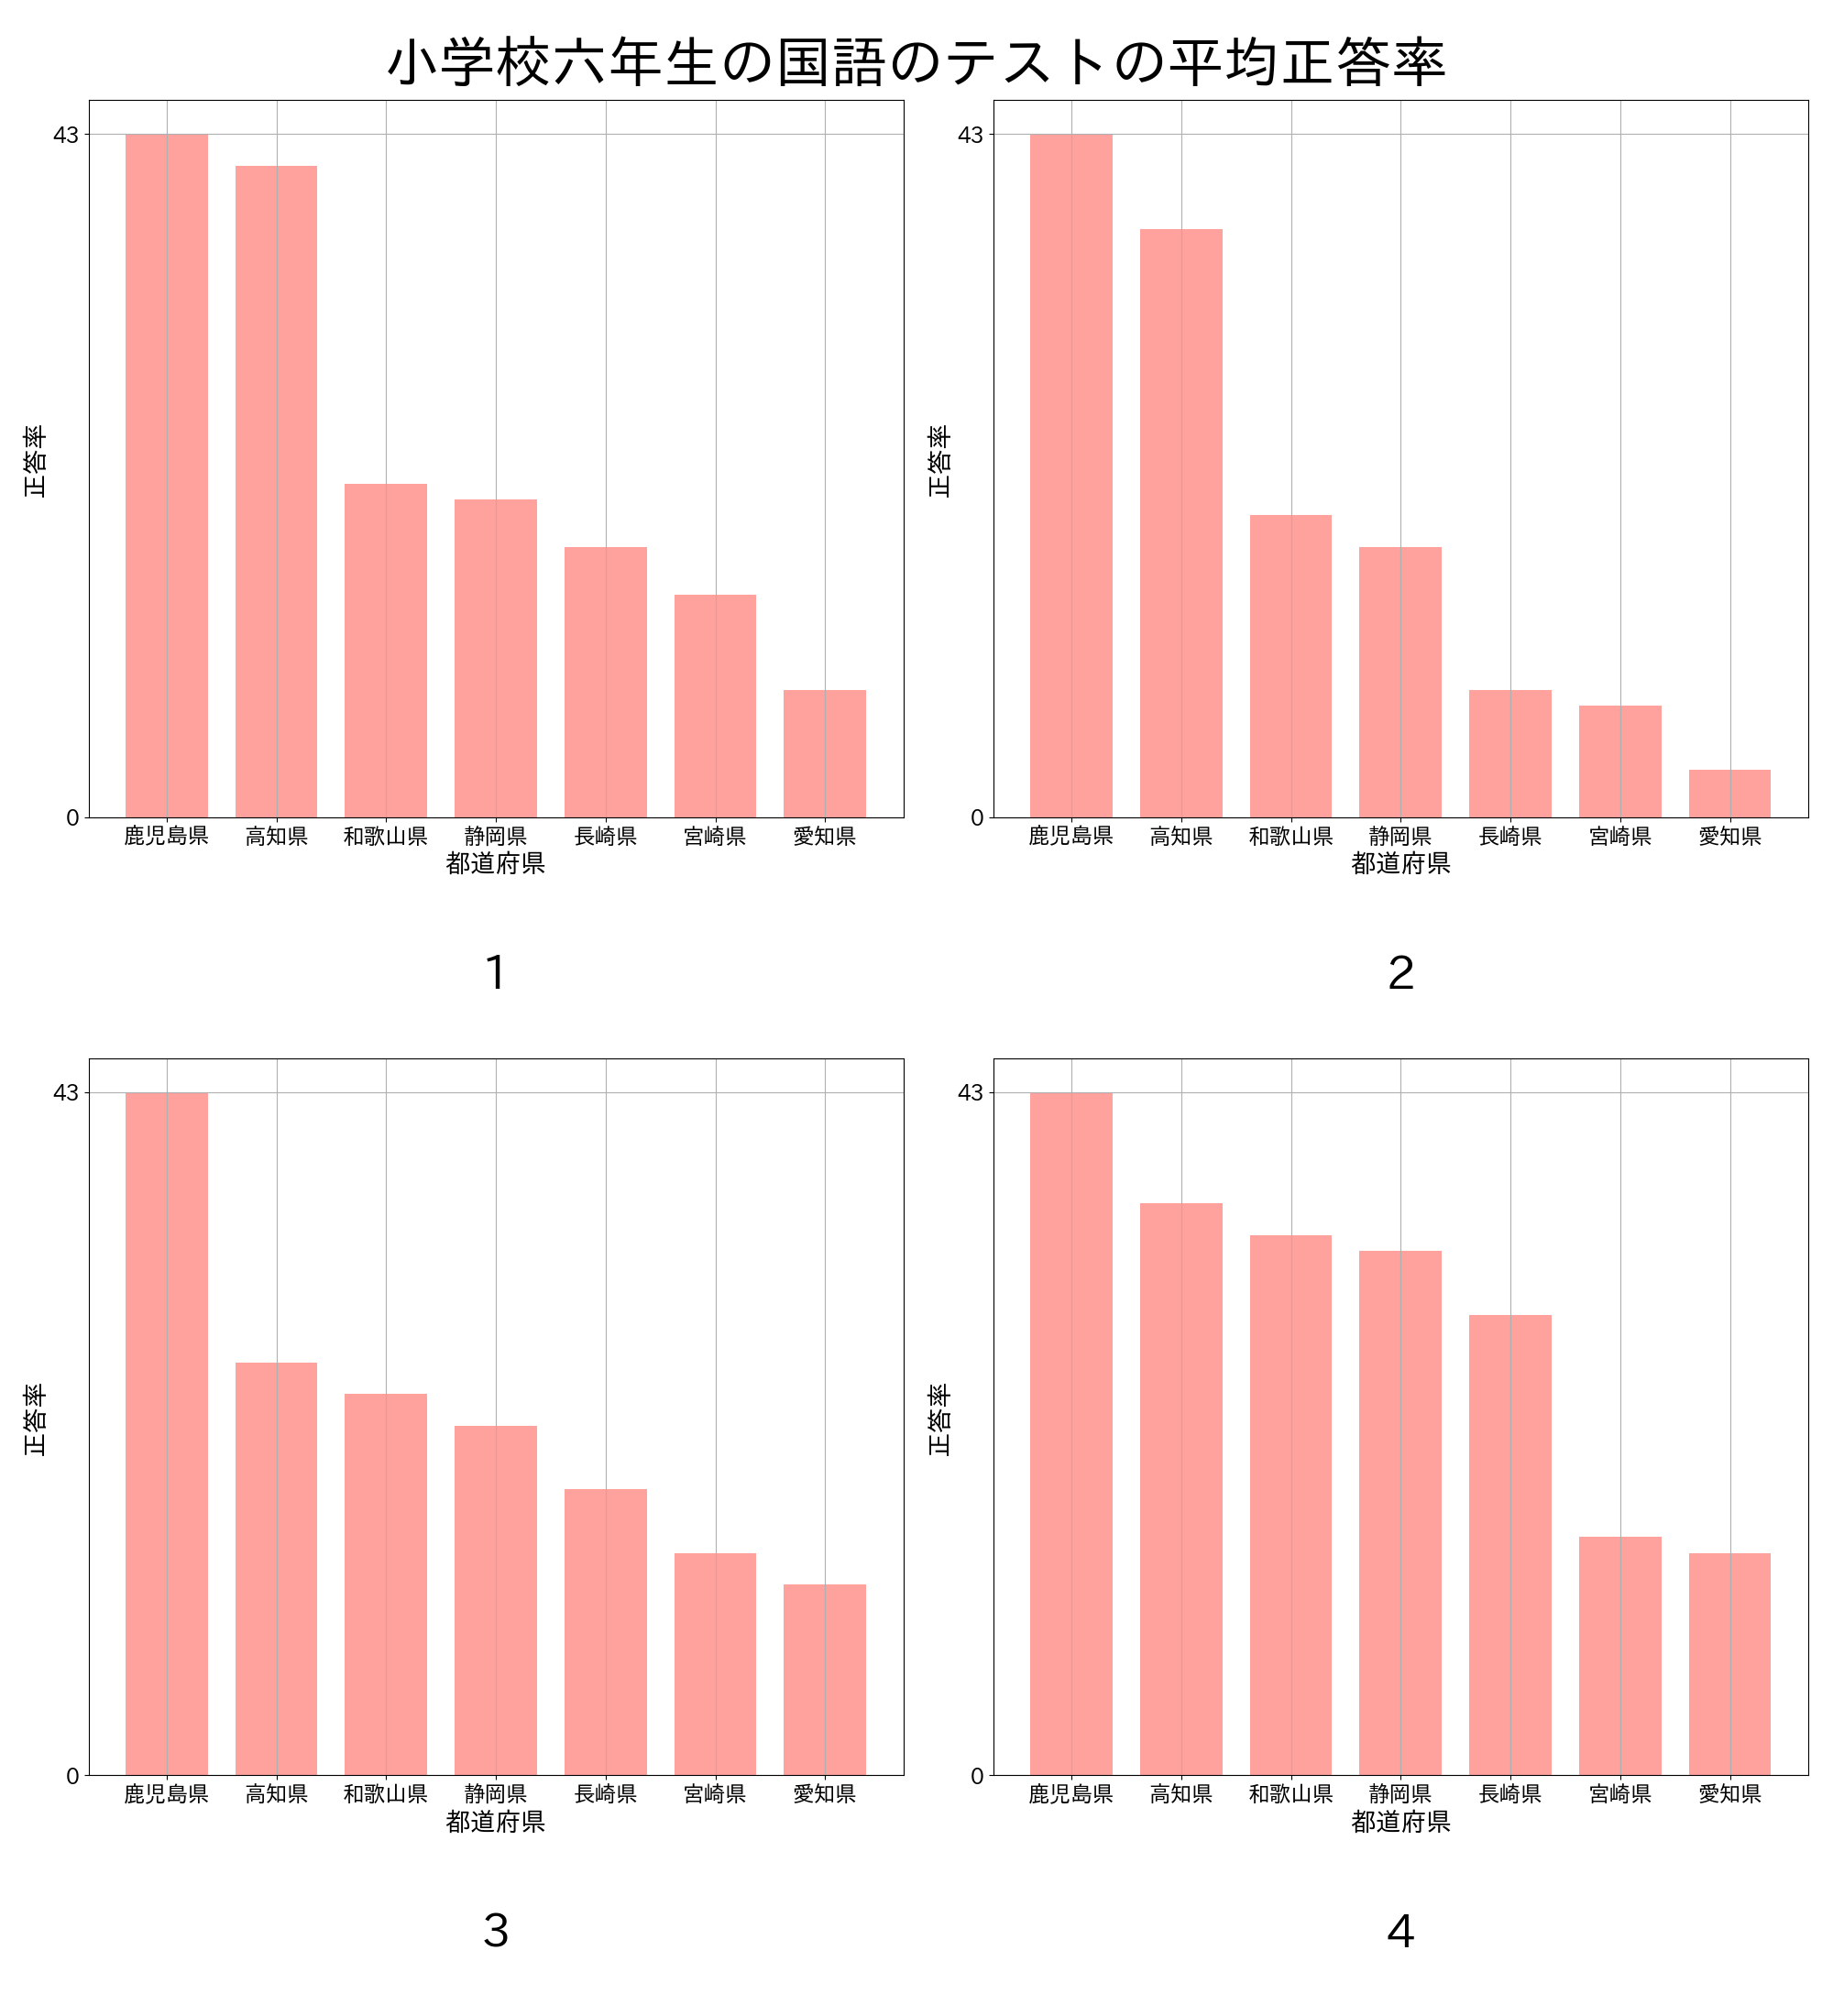 小学校六年生の国語のテストの平均正答率
43
0
正答率
鹿児島県 高知県 和歌山県 静岡県 長崎県 宮崎県 愛知県
都道府県
1
43
0
正答率
鹿児島県 高知県 和歌山県 静岡県 長崎県 宮崎県 愛知県
都道府県
2
43
0
正答率
鹿児島県 高知県 和歌山県 静岡県 長崎県 宮崎県 愛知県
都道府県
3
43
0
正答率
鹿児島県 高知県 和歌山県 静岡県 長崎県 宮崎県 愛知県
都道府県
4